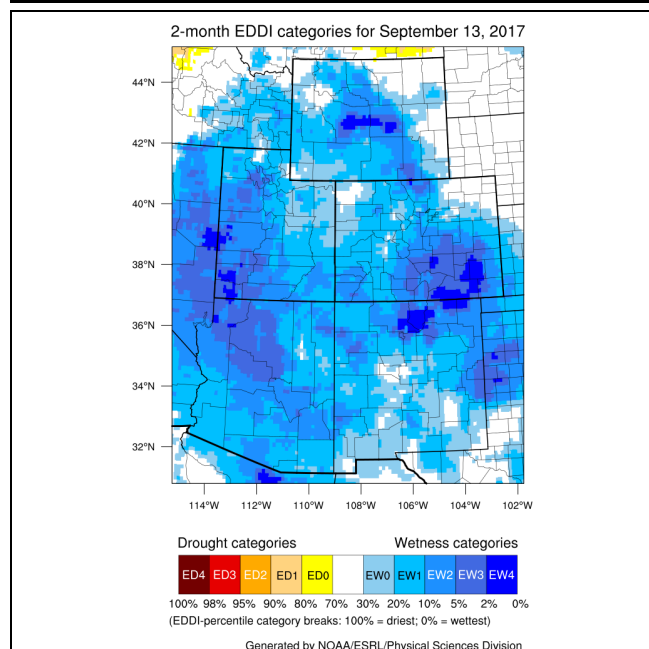 2-month EDDI categories for September 13, 2017
44°N
42°N
40°N
38°N
36°N
34°N
32°N
114°W 112°W 110°W 108°W 106°W 104°W 102°W
Drought categories Wetness categories
ED4 ED3 ED2 ED1 ED0 EW0 EW1 EW2 EW3 EW4
100% 98% 95% 90% 80% 70% 30% 20% 10% 5% 2% 0%
(EDDI-percentile category breaks: 100% = driest; 0% = wettest)
Generated by NOAA/ESRL/Physical Sciences Division